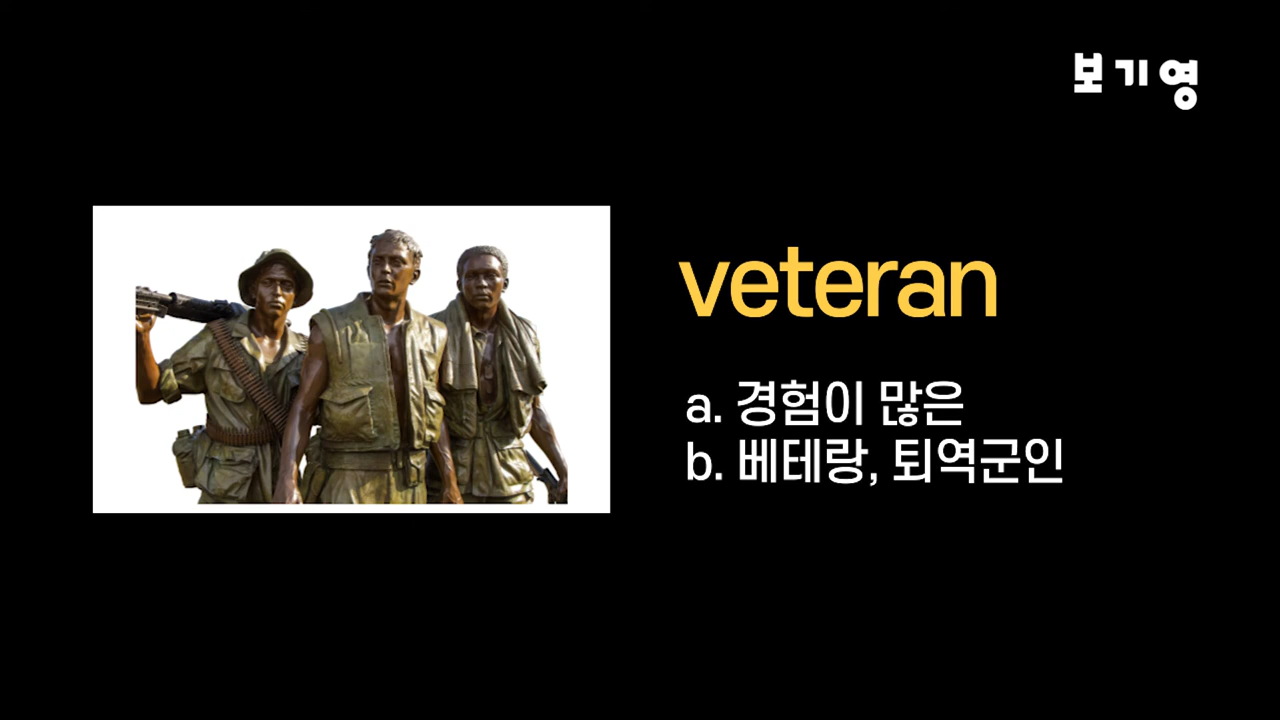 보기영
veteran
a. 경험이 많은
b. 베테랑, 퇴역군인